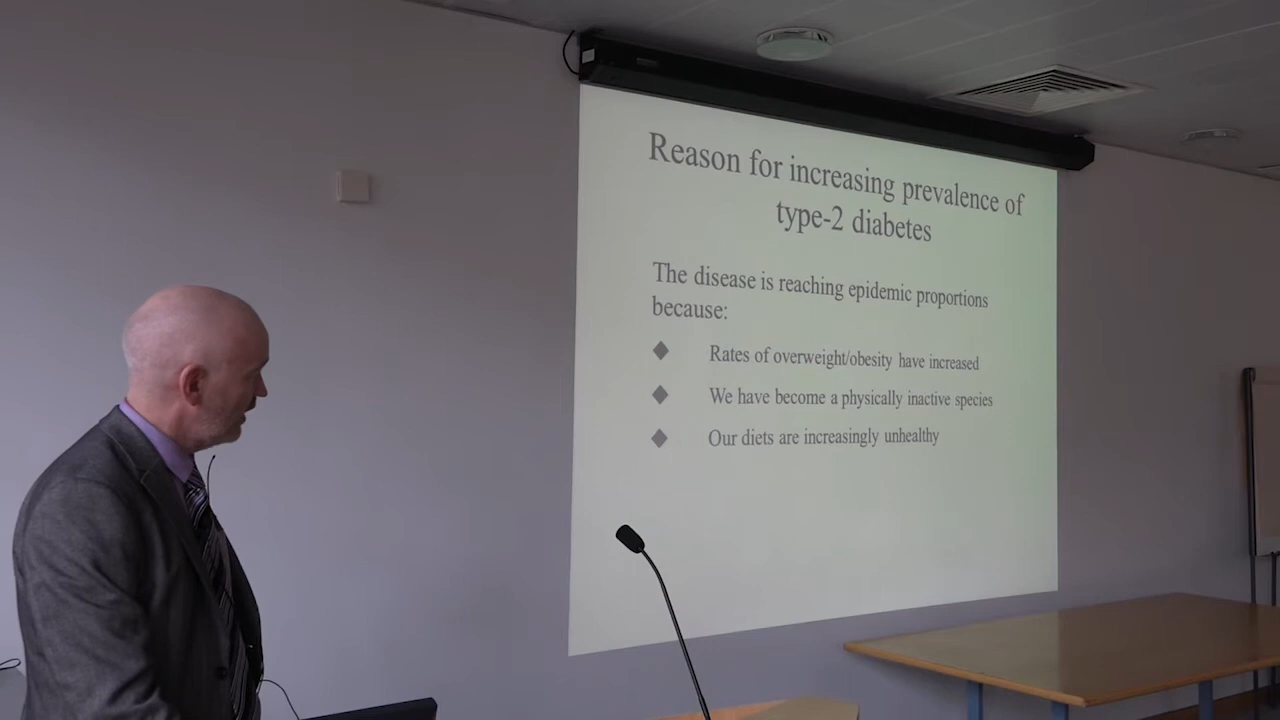 Reason for increasing prevalence of
type-2 diabetes
The disease is reaching epidemic proportions
because:
Rates of overweight/obesity have increased
We have become a physically inactive species
Our diets are increasingly unhealthy